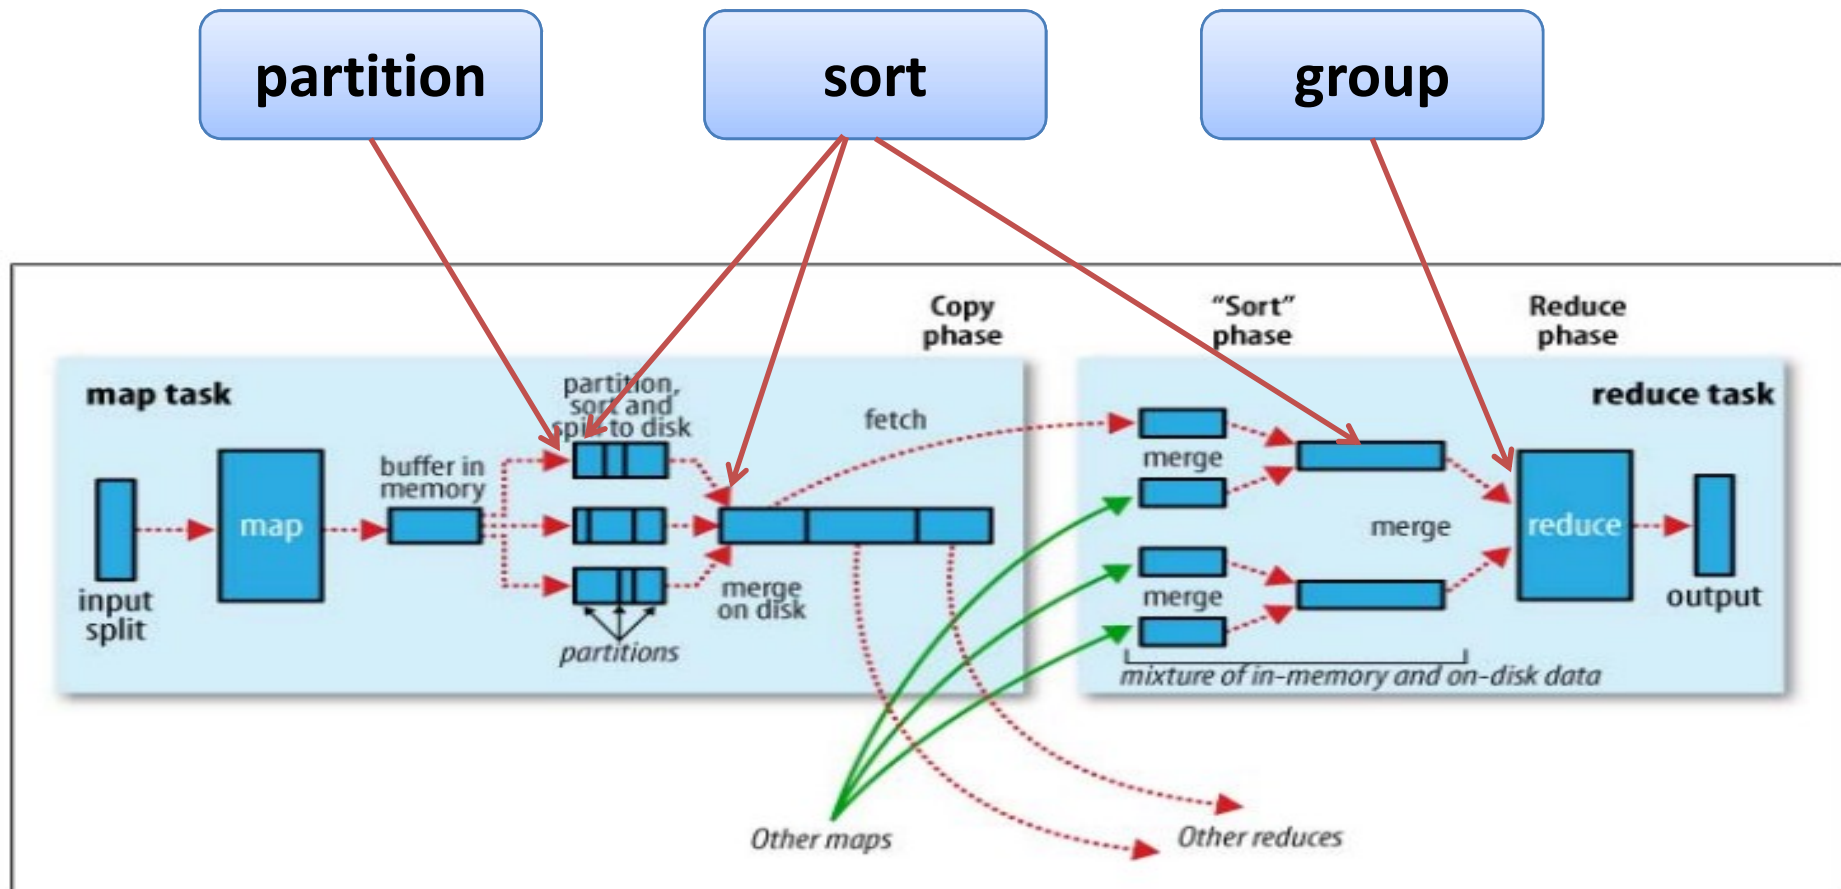 partition
sort
group
Copy
phase
"Sort"
phase
Reduce
phase
map task
partition,
sort and
spill to disk
fetch
reduce task
buffer in
memory
merge
map
merge
reduce
input
split
merge
on disk
merge
output
partitions
mixture of in-memory and on-disk data
Other maps
Other reduces